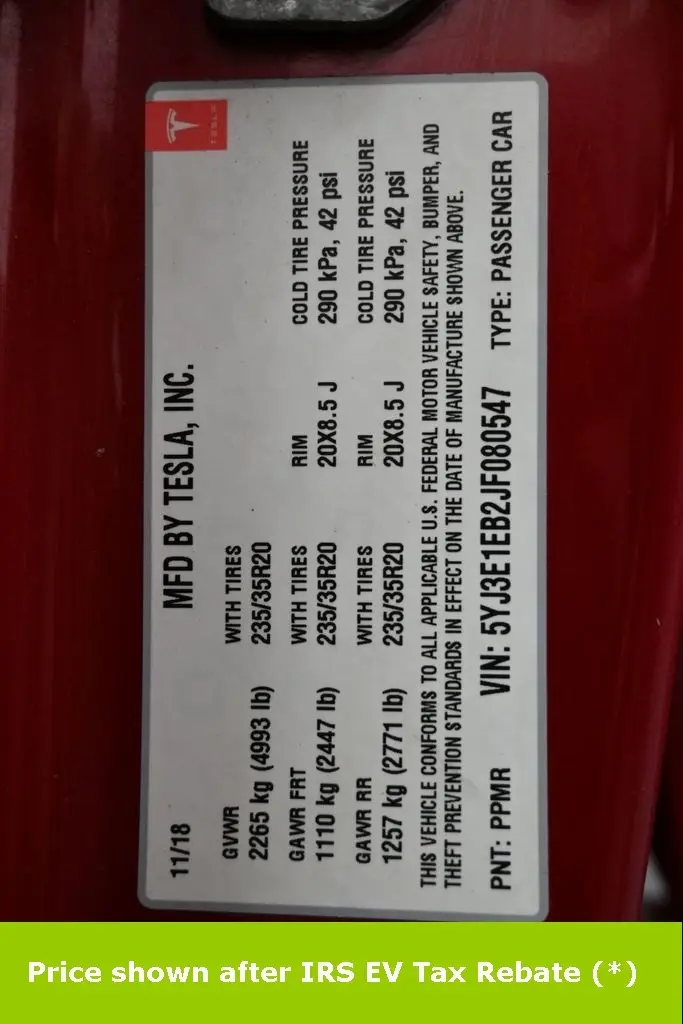 TESLA
MFD BY TESLA, INC.
11/18
GVWR WITH TIRES
2265 kg (4993 lb) 235/35R20
GAWR FRT WITH TIRES RIM COLD TIRE PRESSURE
1110 kg (2447 lb) 235/35R20 20X8.5 J 290 kPa, 42 psi
GAWR RR WITH TIRES RIM COLD TIRE PRESSURE
1257 kg (2771 lb) 235/35R20 20X8.5 J 290 kPa, 42 psi
THIS VEHICLE CONFORMS TO ALL APPLICABLE U.S. FEDERAL MOTOR VEHICLE SAFETY, BUMPER, AND
THEFT PREVENTION STANDARDS IN EFFECT ON THE DATE OF MANUFACTURE SHOWN ABOVE.
PNT: PPMR VIN: 5YJ3E1EB2JF080547 TYPE: PASSENGER CAR
Price shown after IRS EV Tax Rebate (*)